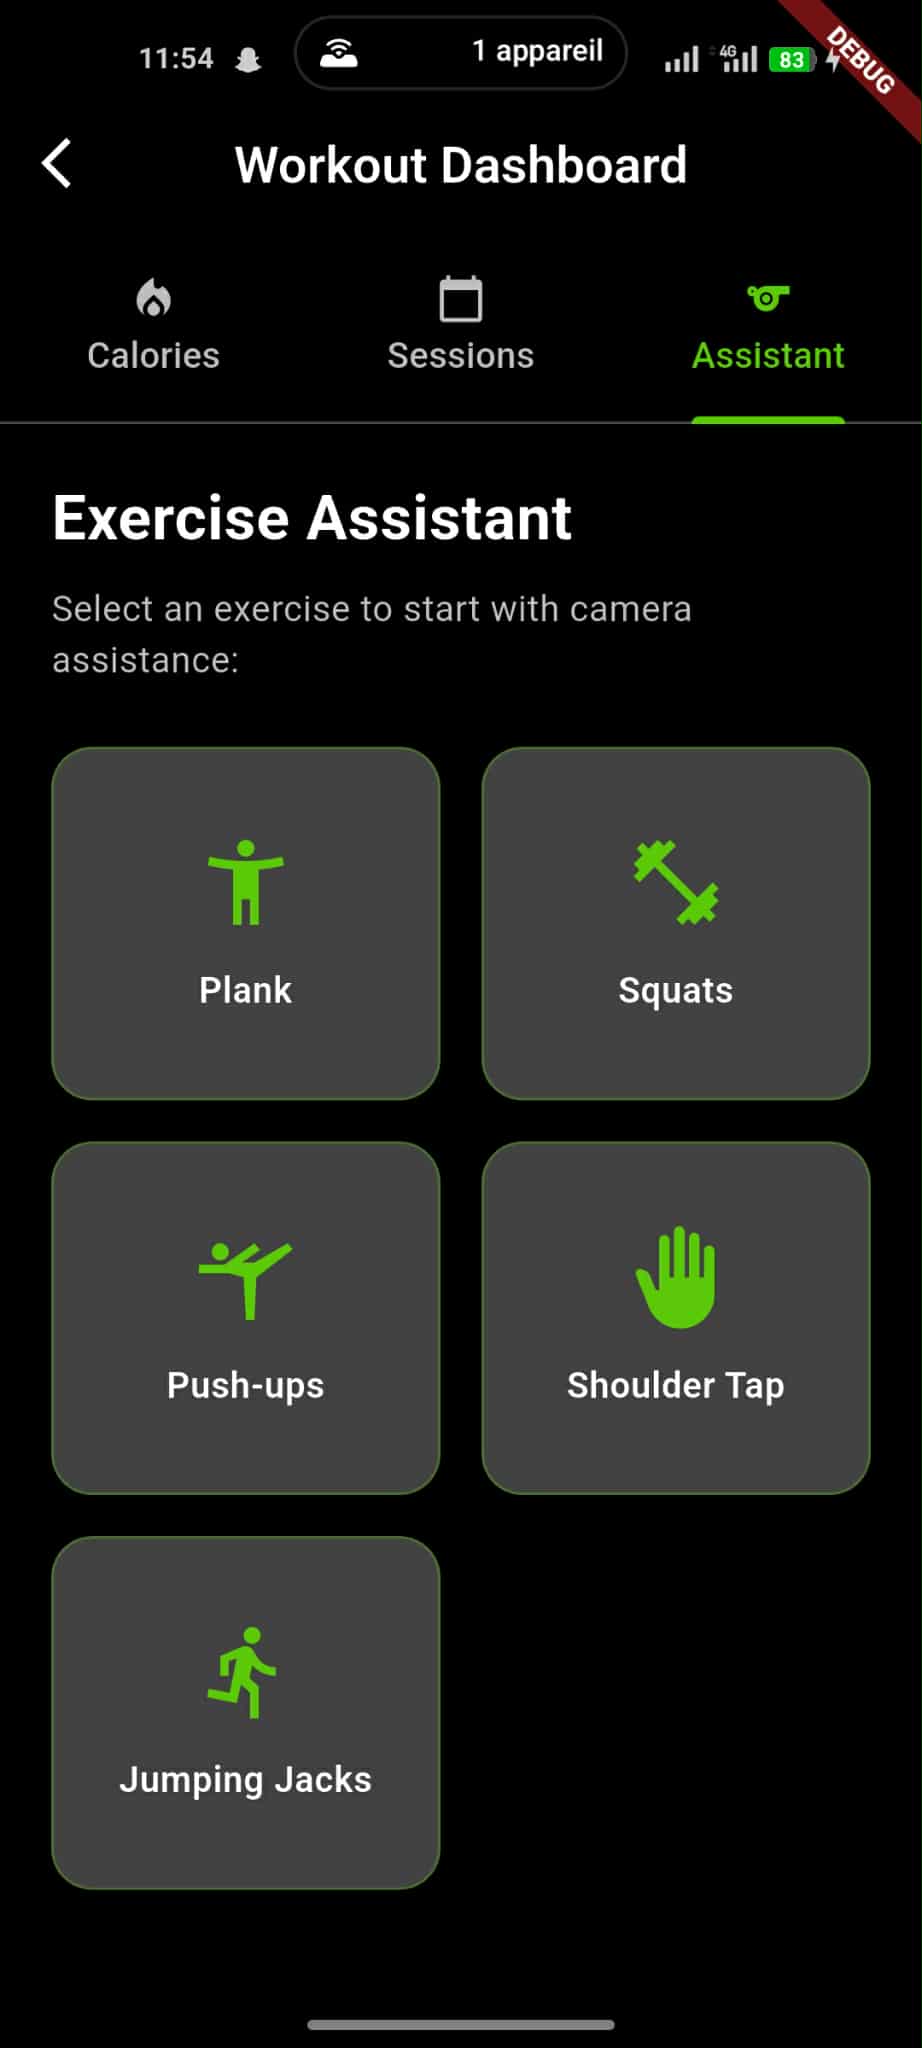 11:54
1 appareil
4G
83
DEBUG
Workout Dashboard
Calories
Sessions
Assistant
Exercise Assistant
Select an exercise to start with camera
assistance:
Plank
Squats
Push-ups
Shoulder Tap
Jumping Jacks